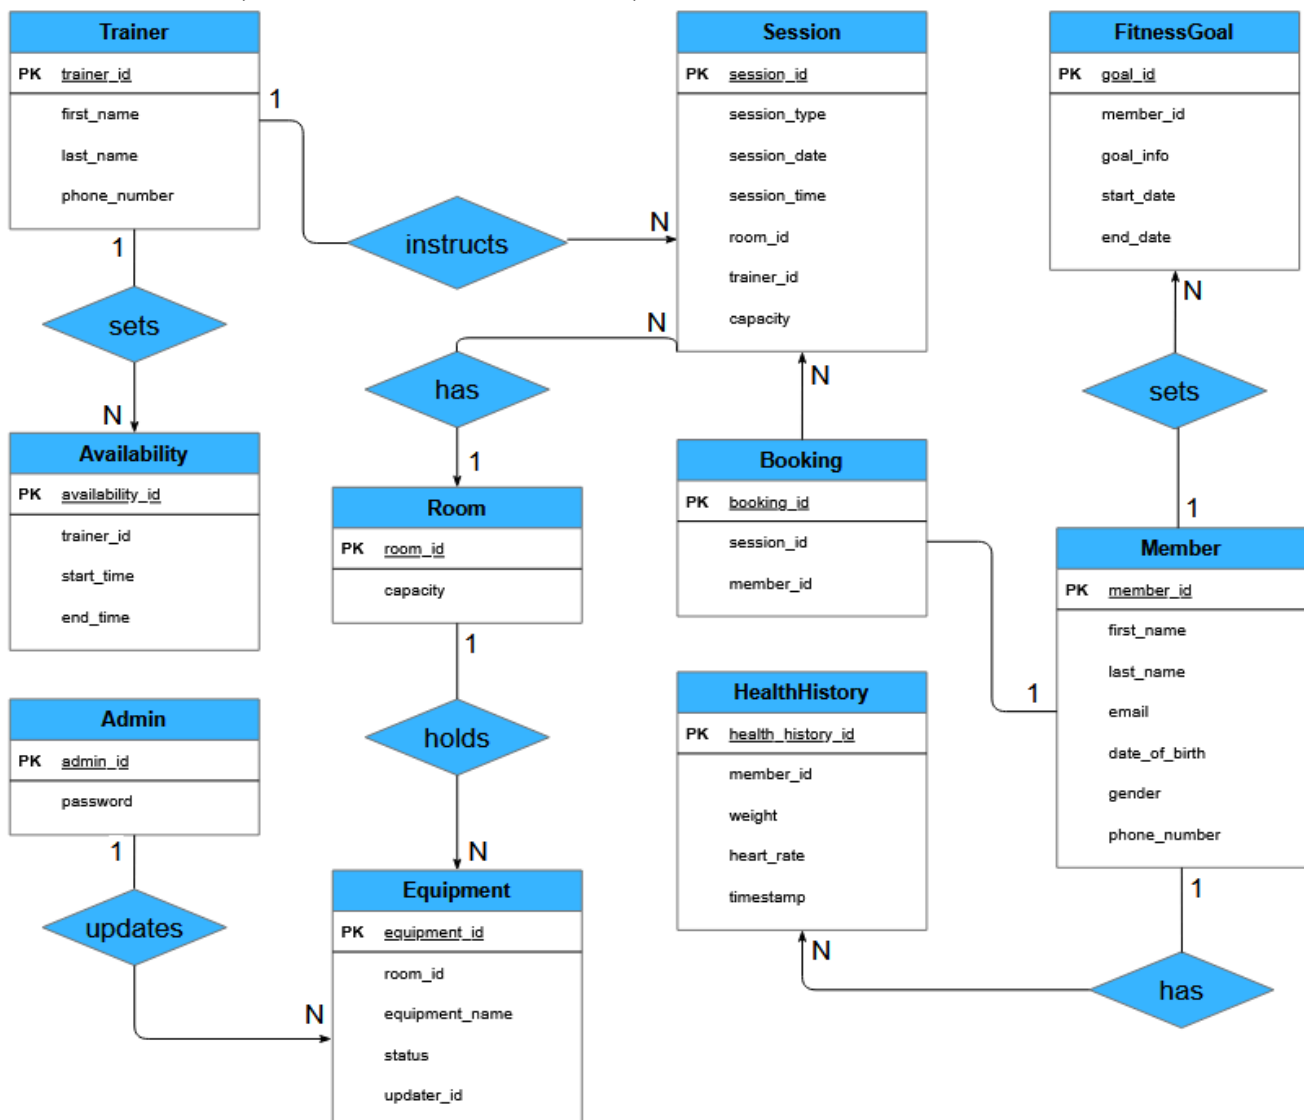 Trainer
PK trainer_id
first_name
last_name
phone_number
1
1
instructs
N
sets
N
Availability
PK availability_id
trainer_id
start_time
end_time
Session
PK session_id
session_type
session_date
session_time
room_id
trainer_id
capacity
N
has
1
Room
PK room_id
capacity
1
holds
N
Admin
PK admin_id
password
1
updates
N
Equipment
PK equipment_id
room_id
equipment_name
status
updater_id
N
Booking
PK booking_id
session_id
member_id
1
FitnessGoal
PK goal_id
member_id
goal_info
start_date
end_date
N
sets
1
Member
PK member_id
first_name
last_name
email
date_of_birth
gender
phone_number
1
has
N
HealthHistory
PK health_history_id
member_id
weight
heart_rate
timestamp